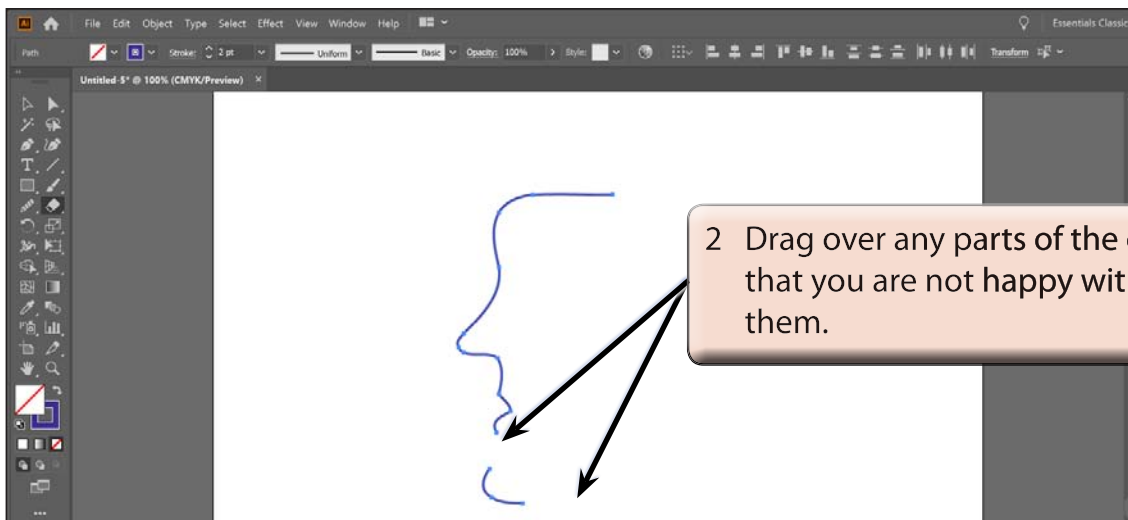 Ai File Edit Object Type Select Effect View Window Help Essentials Classic
Path Stroke: 2 pt Uniform Basic Opacity: 100% Style: Transform
Untitled-5* @ 100% (CMYK/Preview) ×
2 Drag over any parts of the
that you are not happy wit
them.